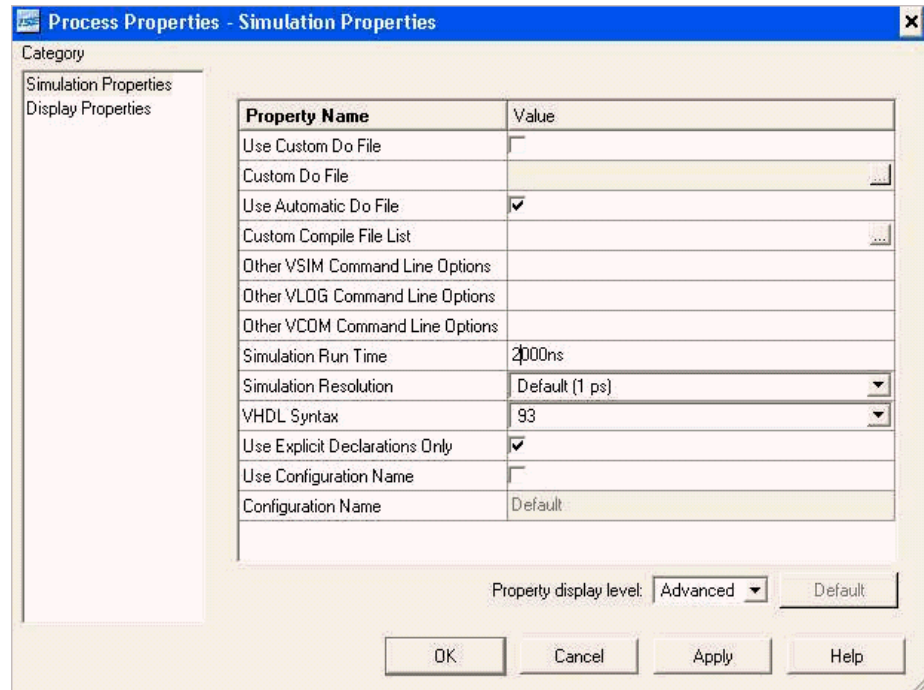 ISE Process Properties - Simulation Properties
Category
Simulation Properties
Display Properties
Property Name Value
Use Custom Do File
Custom Do File ...
Use Automatic Do File
Custom Compile File List ...
Other VSIM Command Line Options
Other VLOG Command Line Options
Other VCOM Command Line Options
Simulation Run Time 2000ns
Simulation Resolution Default (1 ps)
VHDL Syntax 93
Use Explicit Declarations Only
Use Configuration Name
Configuration Name Default
Property display level: Advanced Default
OK Cancel Apply Help